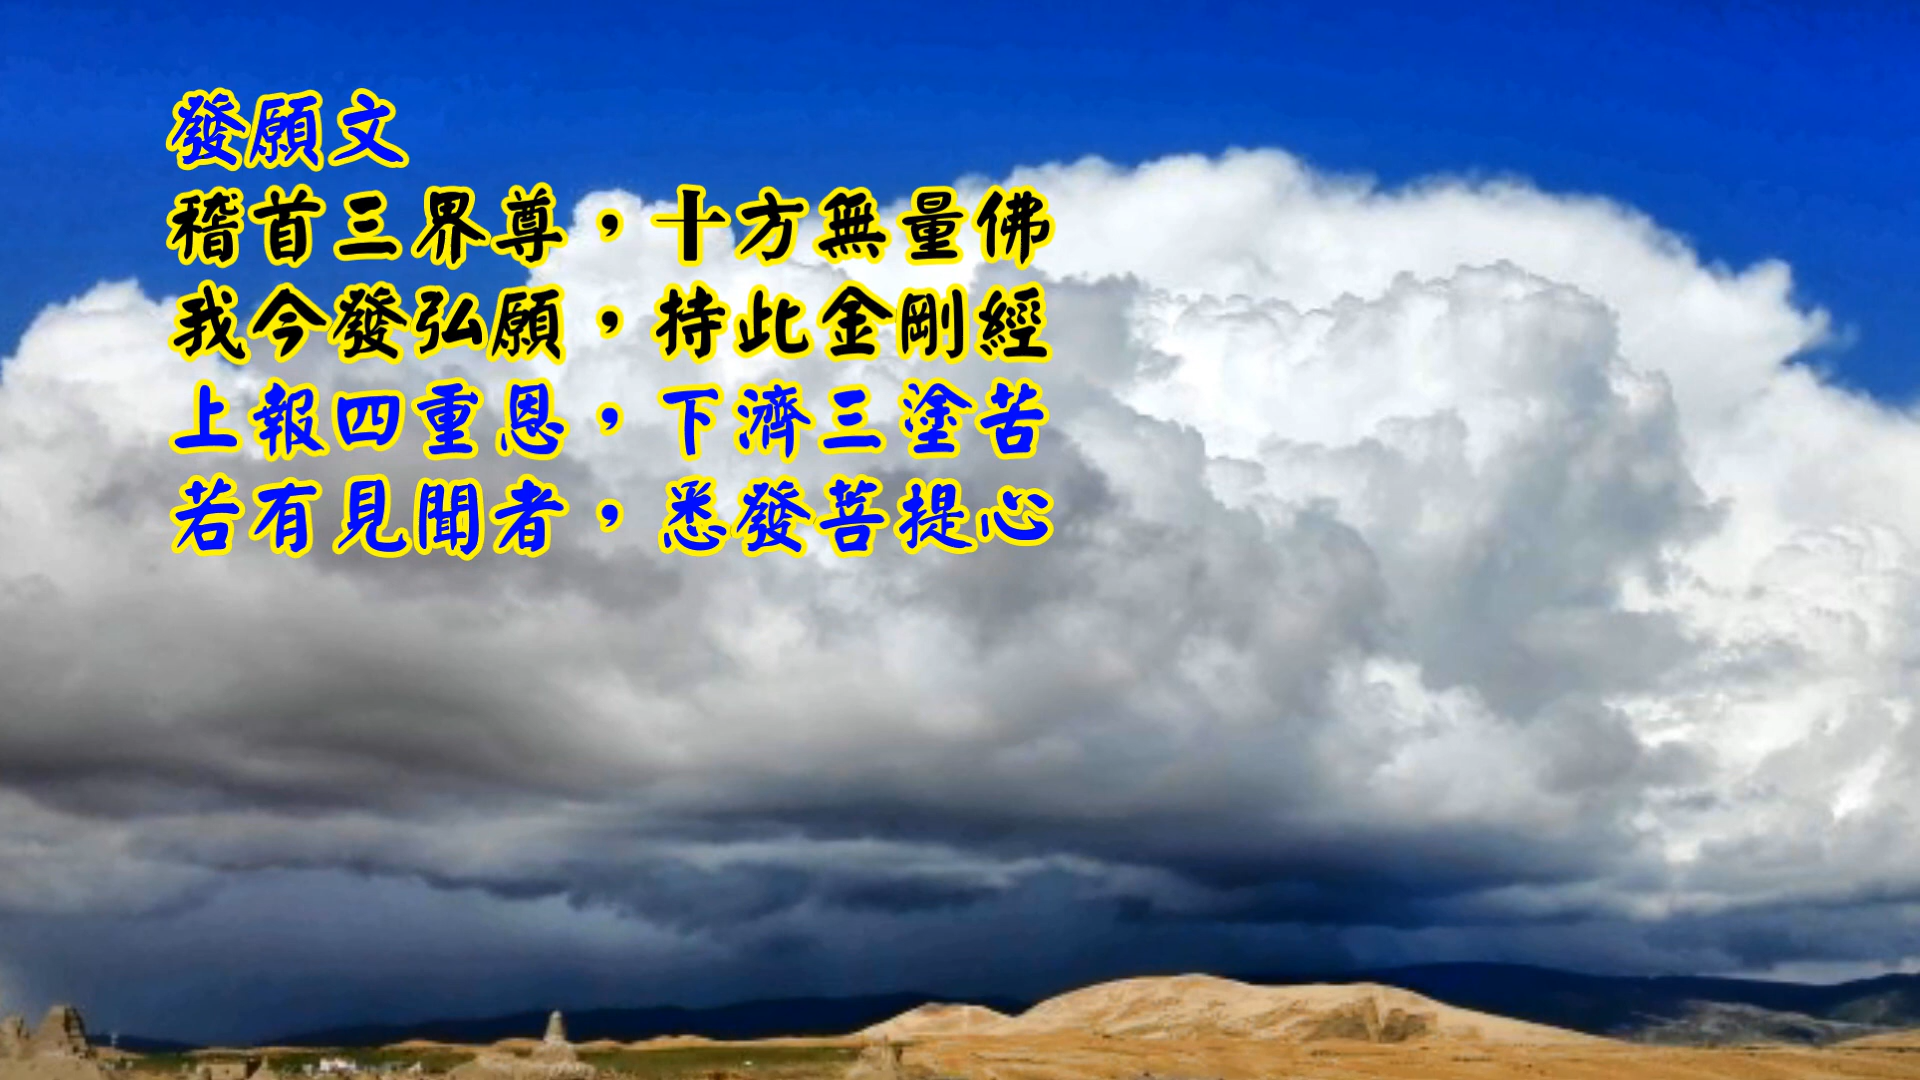 發願文
稽首三界尊，十方無量佛
我今發弘願，持此金剛經
上報四重恩，下濟三塗苦
若有見聞者，悉發菩提心